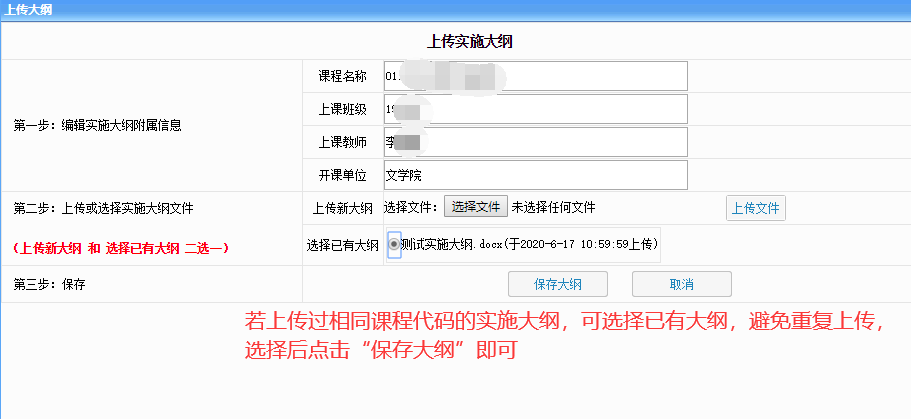 上传大纲
上传实施大纲
第一步：编辑实施大纲附属信息
课程名称 01.
上课班级 19
上课教师 李
开课单位 文学院
第二步：上传或选择实施大纲文件
(上传新大纲 和 选择已有大纲 二选一)
上传新大纲 选择文件： 选择文件 未选择任何文件 上传文件
选择已有大纲 测试实施大纲.docx(于2020-6-17 10:59:59上传)
第三步：保存 保存大纲 取消
若上传过相同课程代码的实施大纲，可选择已有大纲，避免重复上传，
选择后点击“保存大纲”即可